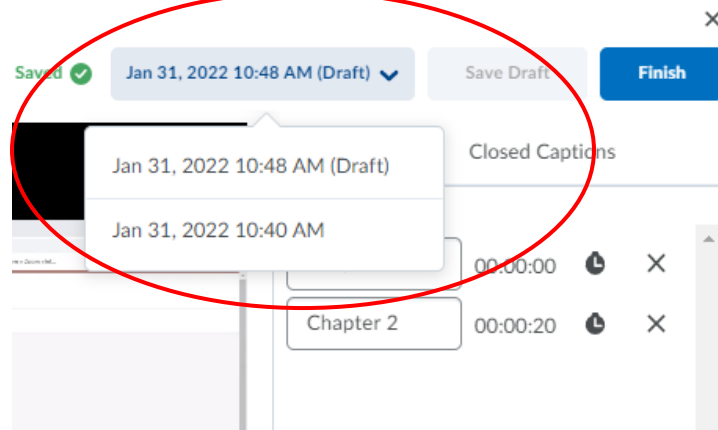 Saved Jan 31, 2022 10:48 AM (Draft) Save Draft Finish
Jan 31, 2022 10:48 AM (Draft)
Closed Captions
Jan 31, 2022 10:40 AM
00:00:00
Chapter 2 00:00:20